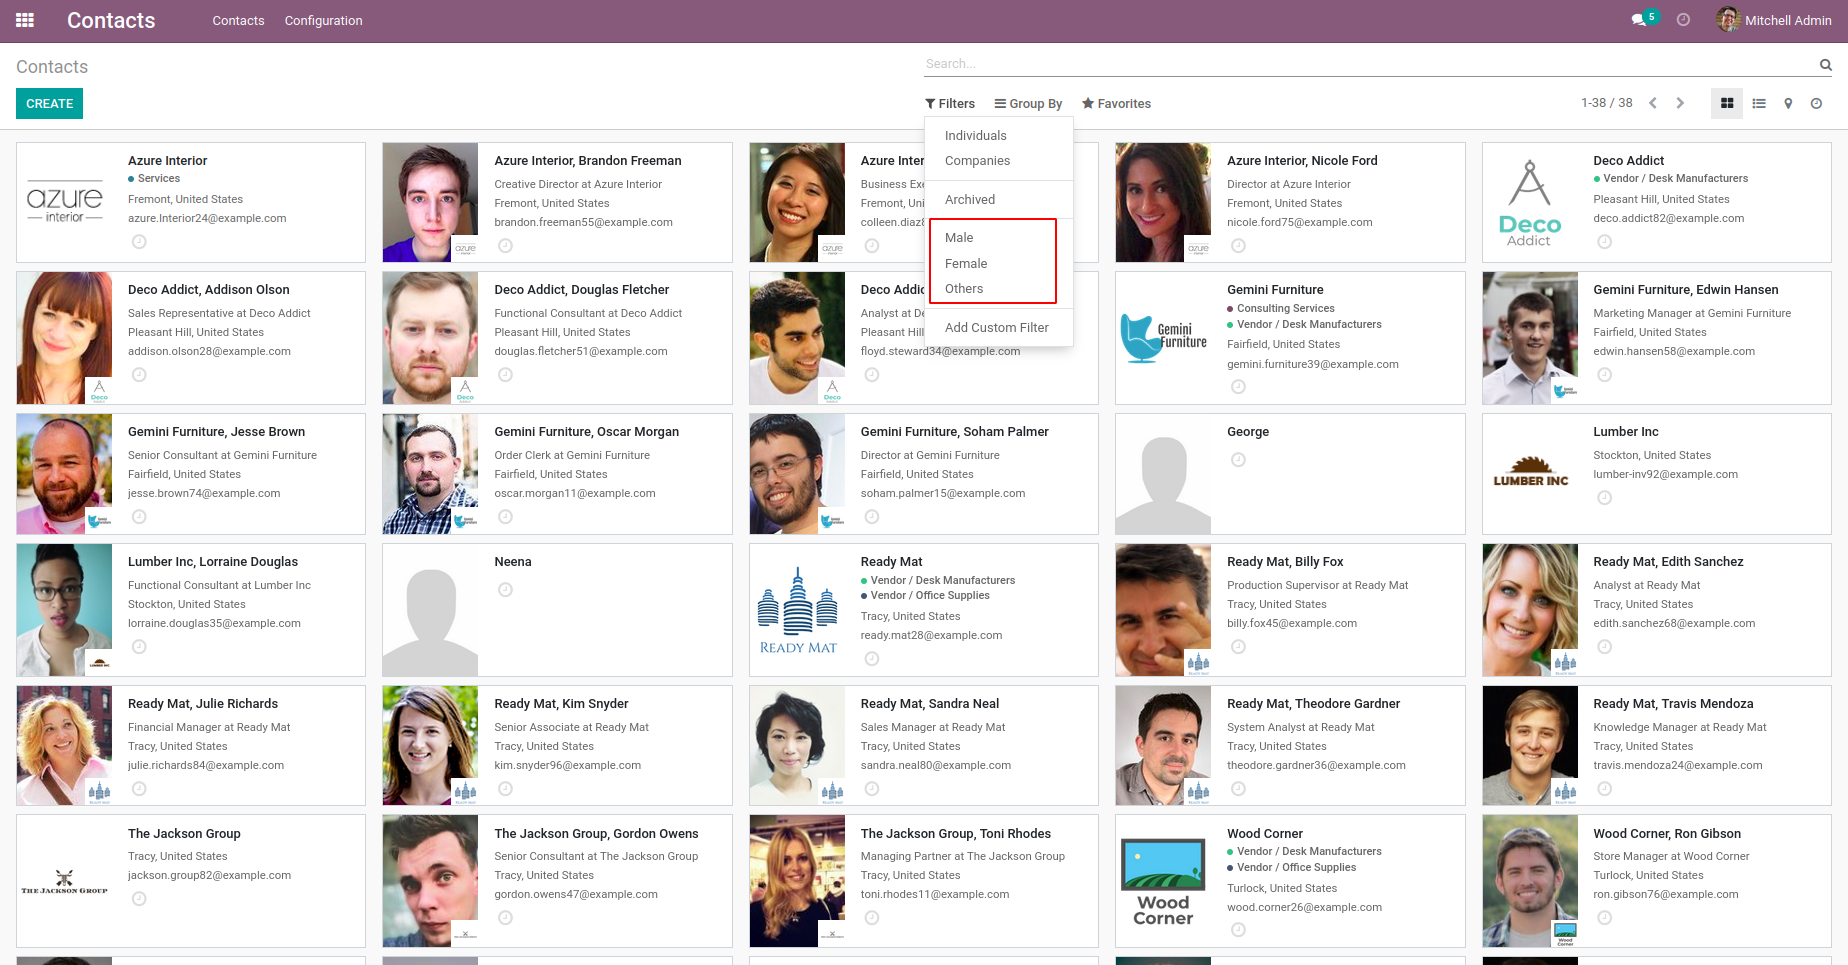 Contacts
Contacts
Configuration
5
Mitchell Admin
Contacts
Search...
CREATE
Filters
Group By
Favorites
1-38 / 38
Individuals
Companies
Archived
Male
Female
Others
Add Custom Filter
azure
interior
Azure Interior
Services
Fremont, United States
azure.Interior24@example.com
azure
Azure Interior, Brandon Freeman
Creative Director at Azure Interior
Fremont, United States
brandon.freeman55@example.com
azure
Azure Inter
Business Exe
Fremont, Un
colleen.diaz8
azure
Azure Interior, Nicole Ford
Director at Azure Interior
Fremont, United States
nicole.ford75@example.com
Deco
Addict
Deco Addict
Vendor / Desk Manufacturers
Pleasant Hill, United States
deco.addict82@example.com
Deco
Deco Addict, Addison Olson
Sales Representative at Deco Addict
Pleasant Hill, United States
addison.olson28@example.com
Deco
Deco Addict, Douglas Fletcher
Functional Consultant at Deco Addict
Pleasant Hill, United States
douglas.fletcher51@example.com
Deco
Deco Addic
Analyst at De
Pleasant Hill
floyd.steward34@example.com
Gemini
Furniture
Gemini Furniture
Consulting Services
Vendor / Desk Manufacturers
Fairfield, United States
gemini.furniture39@example.com
Gemini Furniture, Edwin Hansen
Marketing Manager at Gemini Furniture
Fairfield, United States
edwin.hansen58@example.com
Gemini Furniture, Jesse Brown
Senior Consultant at Gemini Furniture
Fairfield, United States
jesse.brown74@example.com
Gemini Furniture, Oscar Morgan
Order Clerk at Gemini Furniture
Fairfield, United States
oscar.morgan11@example.com
Gemini Furniture, Soham Palmer
Director at Gemini Furniture
Fairfield, United States
soham.palmer15@example.com
George
LUMBER INC
Lumber Inc
Stockton, United States
lumber-inv92@example.com
LUMBER INC
Lumber Inc, Lorraine Douglas
Functional Consultant at Lumber Inc
Stockton, United States
lorraine.douglas35@example.com
Neena
READY MAT
Ready Mat
Vendor / Desk Manufacturers
Vendor / Office Supplies
Tracy, United States
ready.mat28@example.com
Ready Mat, Billy Fox
Production Supervisor at Ready Mat
Tracy, United States
billy.fox45@example.com
Ready Mat, Edith Sanchez
Analyst at Ready Mat
Tracy, United States
edith.sanchez68@example.com
Ready Mat, Julie Richards
Financial Manager at Ready Mat
Tracy, United States
julie.richards84@example.com
Ready Mat, Kim Snyder
Senior Associate at Ready Mat
Tracy, United States
kim.snyder96@example.com
Ready Mat, Sandra Neal
Sales Manager at Ready Mat
Tracy, United States
sandra.neal80@example.com
Ready Mat, Theodore Gardner
System Analyst at Ready Mat
Tracy, United States
theodore.gardner36@example.com
Ready Mat, Travis Mendoza
Knowledge Manager at Ready Mat
Tracy, United States
travis.mendoza24@example.com
THE JACKSON GROUP
The Jackson Group
Tracy, United States
jackson.group82@example.com
The Jackson Group, Gordon Owens
Senior Consultant at The Jackson Group
Tracy, United States
gordon.owens47@example.com
The Jackson Group, Toni Rhodes
Managing Partner at The Jackson Group
Tracy, United States
toni.rhodes11@example.com
Wood
Corner
Wood Corner
Vendor / Desk Manufacturers
Vendor / Office Supplies
Turlock, United States
wood.corner26@example.com
Wood
Corner
Wood Corner, Ron Gibson
Store Manager at Wood Corner
Turlock, United States
ron.gibson76@example.com